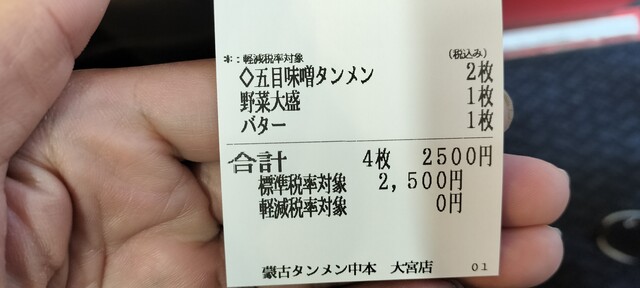 *:軽減税率対象 (税込み)
◇五目味噌タンメン 2枚
野菜大盛 1枚
バター 1枚
合計 4枚 2500円
標準税率対象 2,500円
軽減税率対象 0円
蒙古タンメン中本 大宮店 01